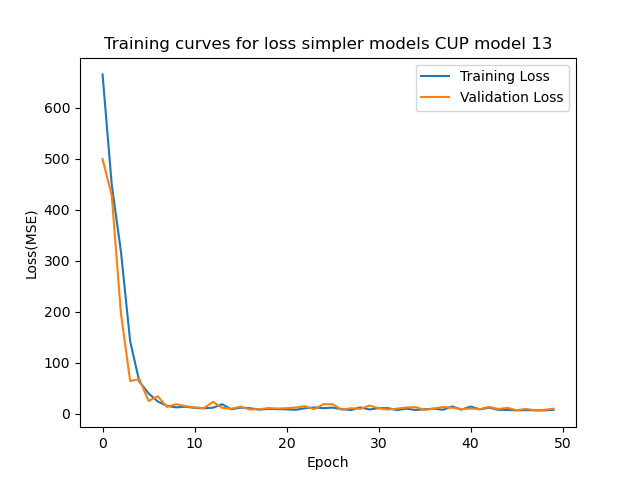 Training curves for loss simpler models CUP model 13
Training Loss
Validation Loss
Loss(MSE)
600
500
400
300
200
100
0
0 10 20 30 40 50
Epoch